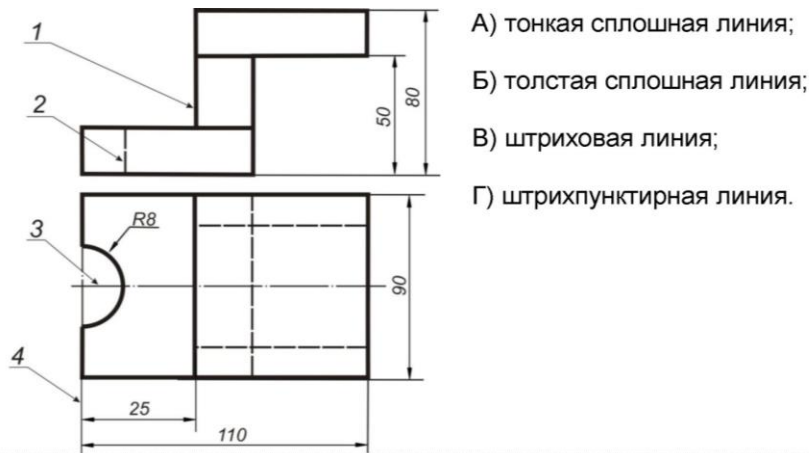 1
А) тонкая сплошная линия;
80
50
Б) толстая сплошная линия;
2
В) штриховая линия;
Г) штрихпунктирная линия.
R8
3
90
4
25
110